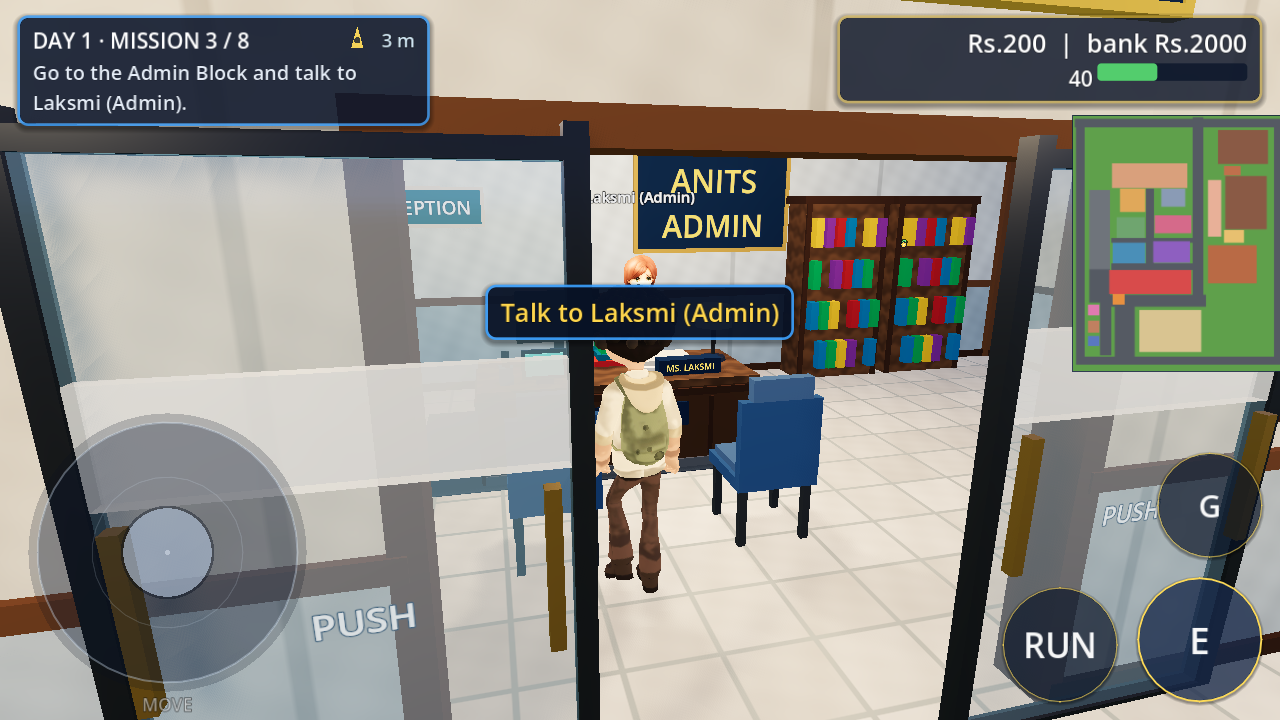 DAY 1 · MISSION 3 / 8
3 m
Go to the Admin Block and talk to
Laksmi (Admin).
Rs.200 | bank Rs.2000
40
EPTION
Laksmi (Admin)
ANITS
ADMIN
Talk to Laksmi (Admin)
MS. LAKSMI
PUSH
PUSH
G
RUN
E
MOVE